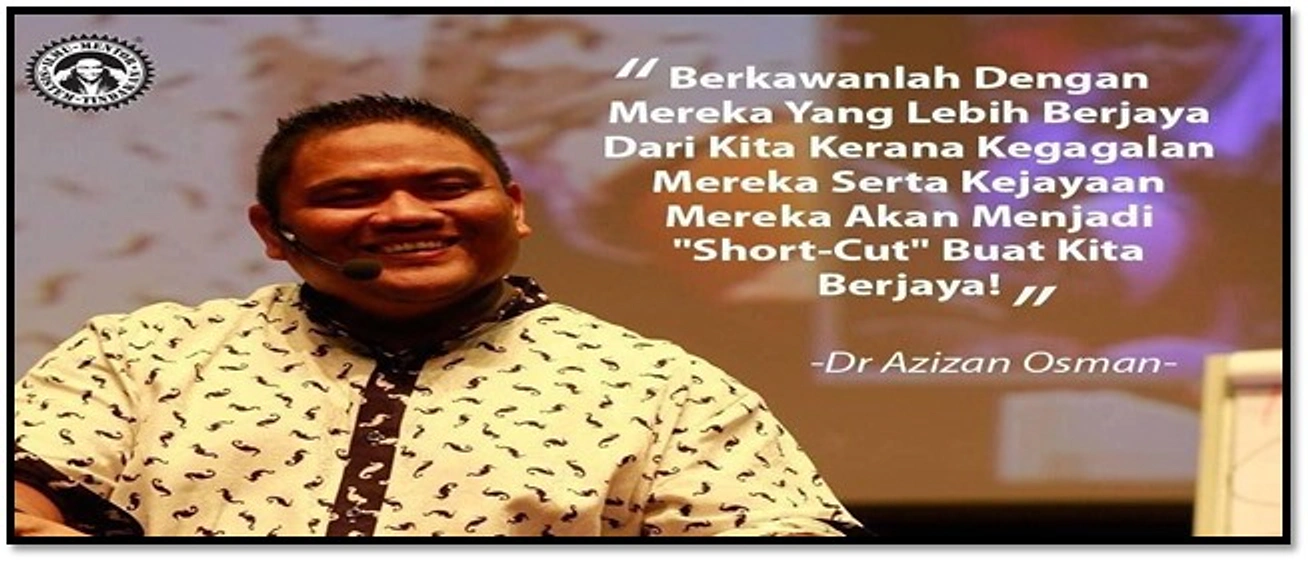 “ Berkawanlah Dengan
Mereka Yang Lebih Berjaya
Dari Kita Kerana Kegagalan
Mereka Serta Kejayaan
Mereka Akan Menjadi
"Short-Cut" Buat Kita
Berjaya! ”
-Dr Azizan Osman-